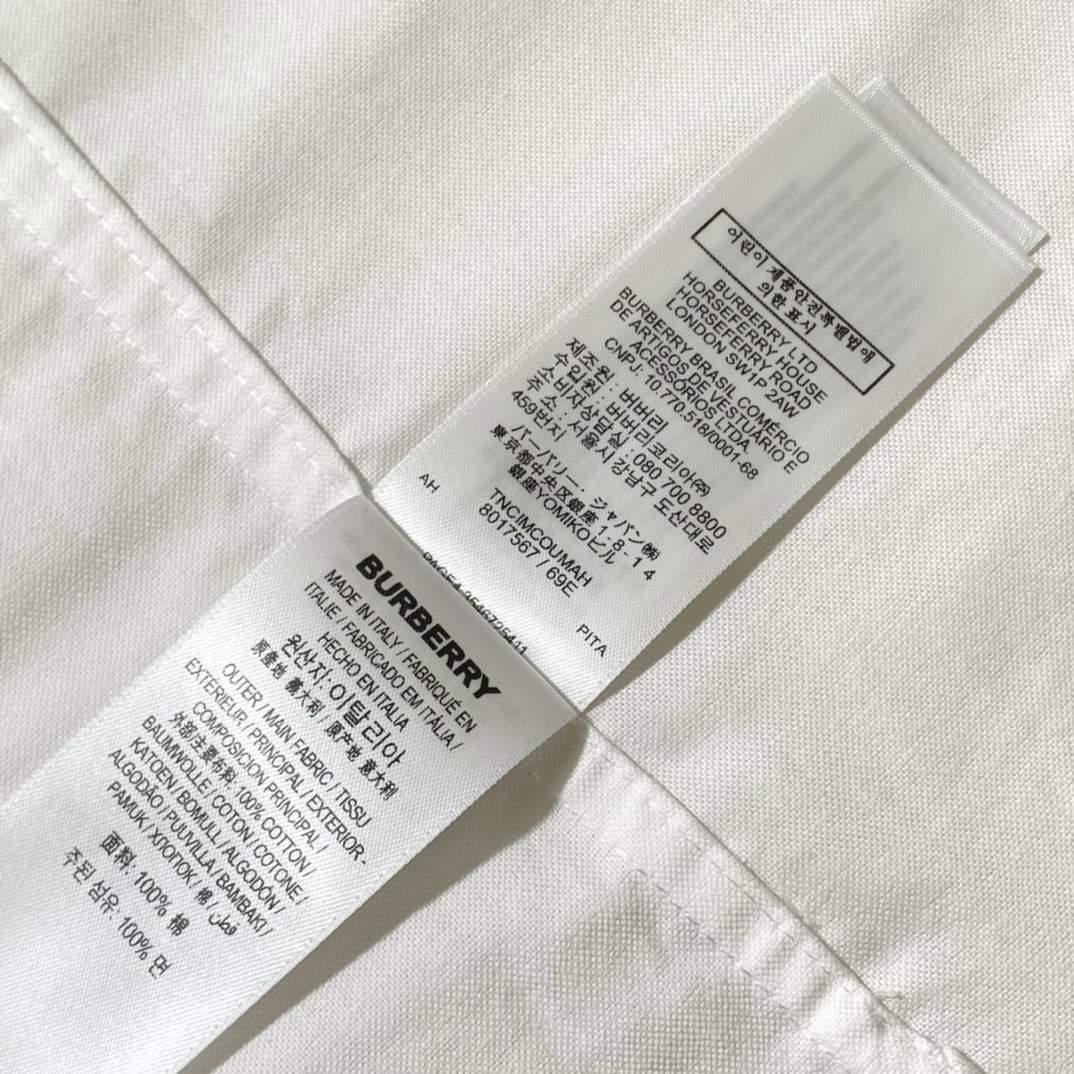 어린이 제품안전특별법에
의한 표시
BURBERRY LTD
HORSEFERRY HOUSE
HORSEFERRY ROAD
LONDON SW1P 2AW
BURBERRY BRASIL COMÉRCIO
DE ARTIGOS DE VESTUÁRIO E
ACESSÓRIOS LTDA.
CNPJ: 10.770.518/0001-68
제조원 : 버버리
수입원 : 버버리코리아㈜
소비자상담실 : 080 700 8800
주소 : 서울시 강남구 도산대로
459번지
バーバリー・ジャパン㈱
東京都中央区銀座 1-8-14
銀座YOMIKOビル
TNCIMCOUMAH
8017567 / 69E
AH
PITA
3546725411
BURBERRY
MADE IN ITALY / FABRIQUÉ EN
ITALIE / FABRICADO EM ITÁLIA /
HECHO EN ITALIA
원산지: 이탈리아
原產地 意大利 / 原产地 意大利
OUTER / MAIN FABRIC / TISSU
EXTÉRIEUR / PRINCIPAL / EXTERIOR -
COMPOSICION PRINCIPAL /
外部/主要布料: 100% COTTON /
BAUMWOLLE / COTON / COTONE /
KATOEN / BOMULL / ALGODON /
ALGODÃO / PUUVILLA / BAMBAKI /
PAMUK / ХЛОПОК / 棉 / قطن
面料: 100% 棉
주된 섬유: 100% 면